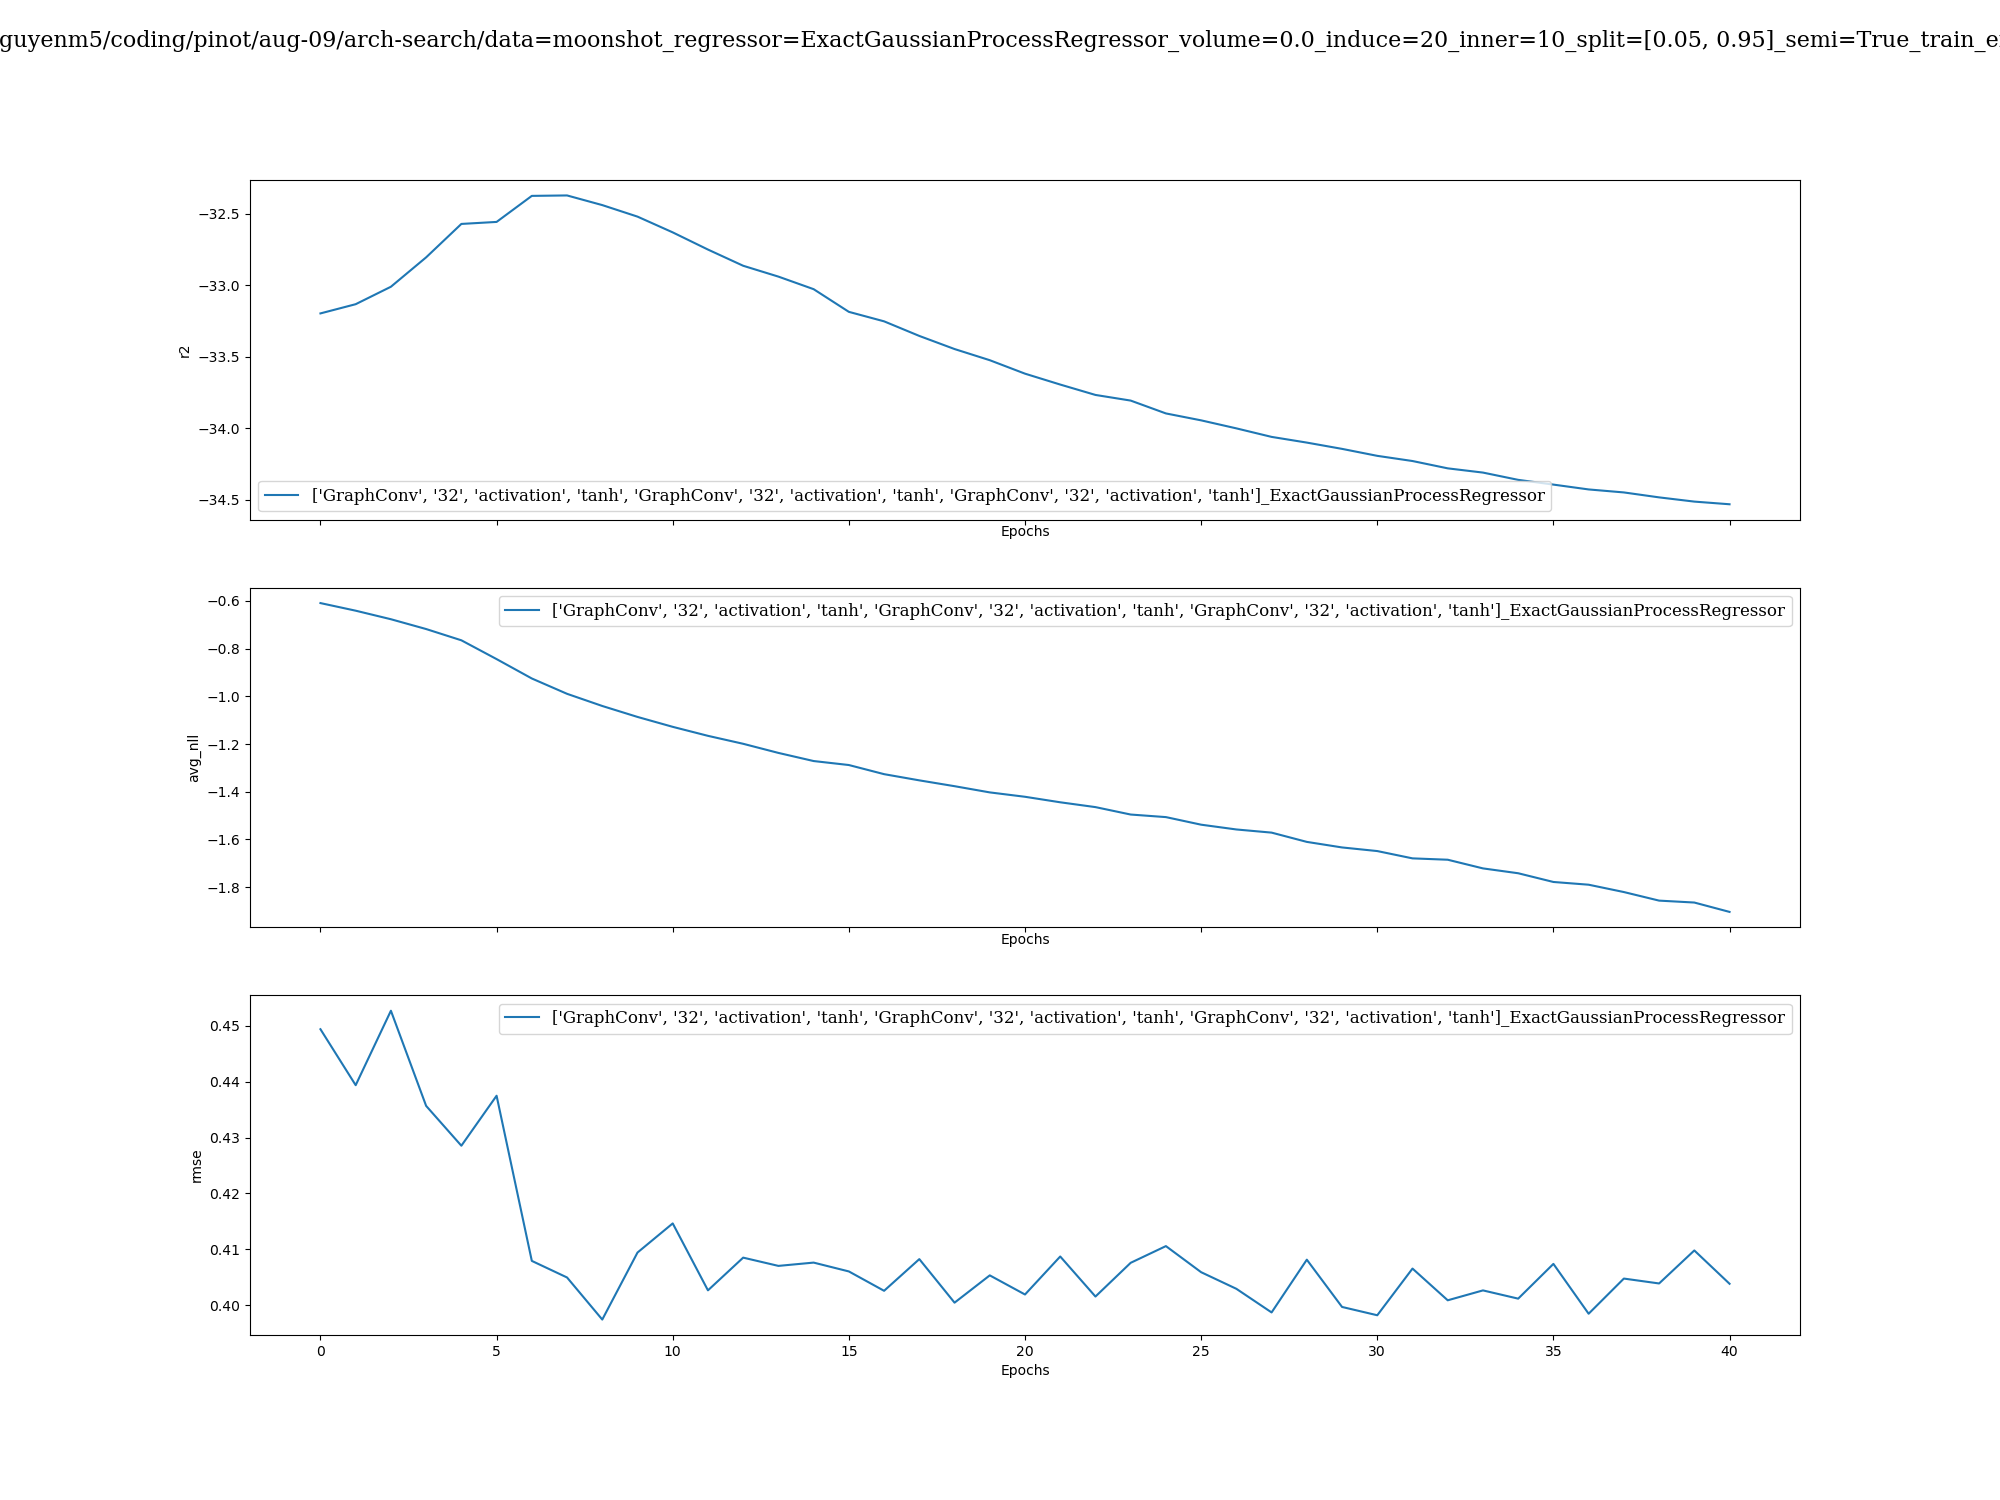 guyenm5/coding/pinot/aug-09/arch-search/data=moonshot_regressor=ExactGaussianProcessRegressor_volume=0.0_induce=20_inner=10_split=[0.05, 0.95]_semi=True_train_e
−32.5
−33.0
−33.5
−34.0
−34.5
r2
['GraphConv', '32', 'activation', 'tanh', 'GraphConv', '32', 'activation', 'tanh', 'GraphConv', '32', 'activation', 'tanh']_ExactGaussianProcessRegressor
Epochs
−0.6
−0.8
−1.0
−1.2
−1.4
−1.6
−1.8
avg_nll
['GraphConv', '32', 'activation', 'tanh', 'GraphConv', '32', 'activation', 'tanh', 'GraphConv', '32', 'activation', 'tanh']_ExactGaussianProcessRegressor
Epochs
0.45
0.44
0.43
0.42
0.41
0.40
rmse
['GraphConv', '32', 'activation', 'tanh', 'GraphConv', '32', 'activation', 'tanh', 'GraphConv', '32', 'activation', 'tanh']_ExactGaussianProcessRegressor
0 5 10 15 20 25 30 35 40
Epochs